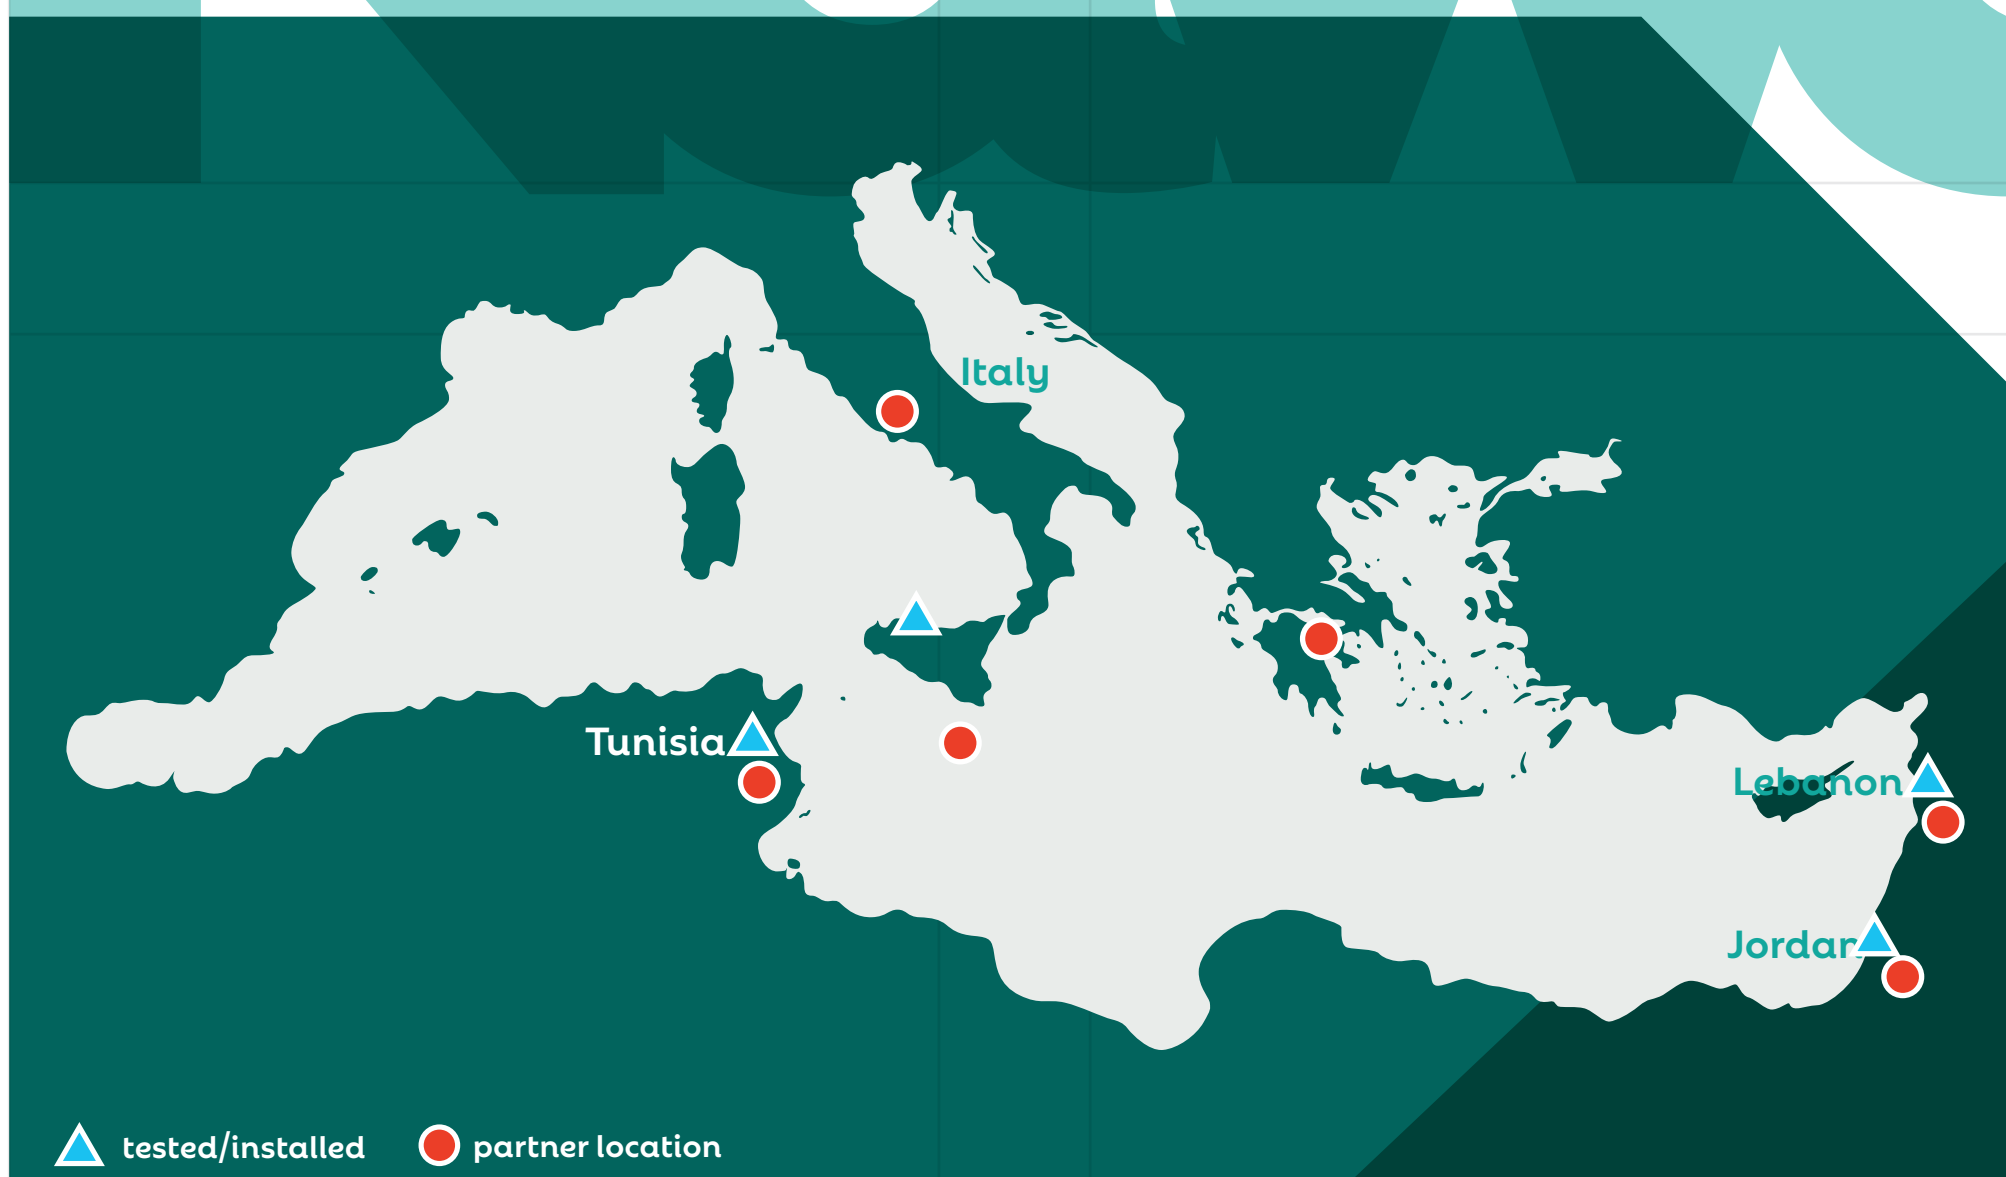 Italy
Tunisia
Lebanon
Jordan
tested/installed
partner location